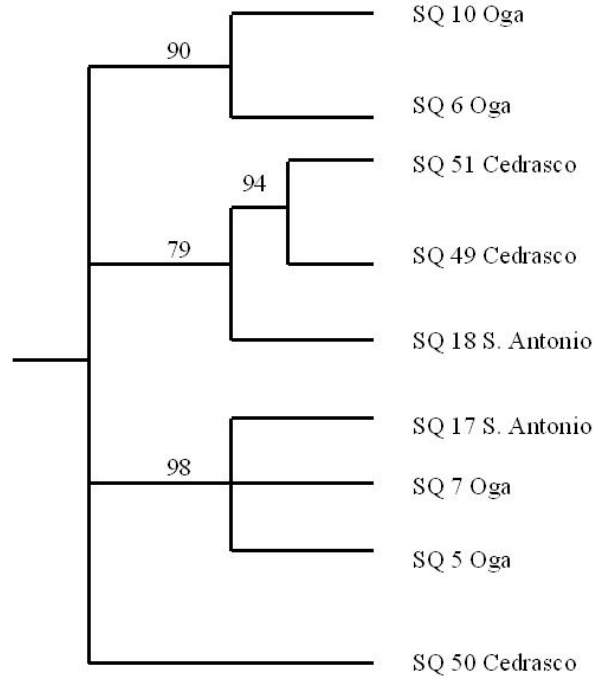 SQ 10 Oga
90
SQ 6 Oga
SQ 51 Cedrasco
94
79
SQ 49 Cedrasco
SQ 18 S. Antonio
SQ 17 S. Antonio
98
SQ 7 Oga
SQ 5 Oga
SQ 50 Cedrasco